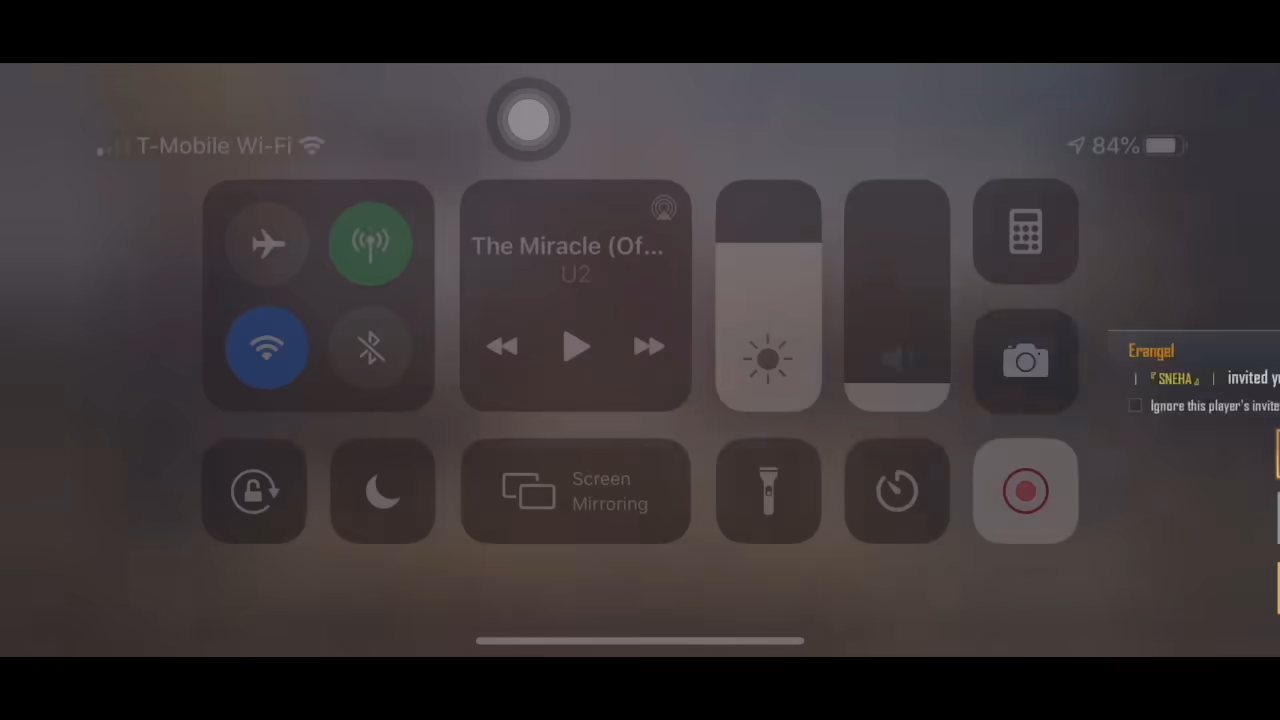 T-Mobile Wi-Fi
84%
The Miracle (Of...
U2
Screen
Mirroring
Erangel
『SNEHA』 invited y
Ignore this player's invite